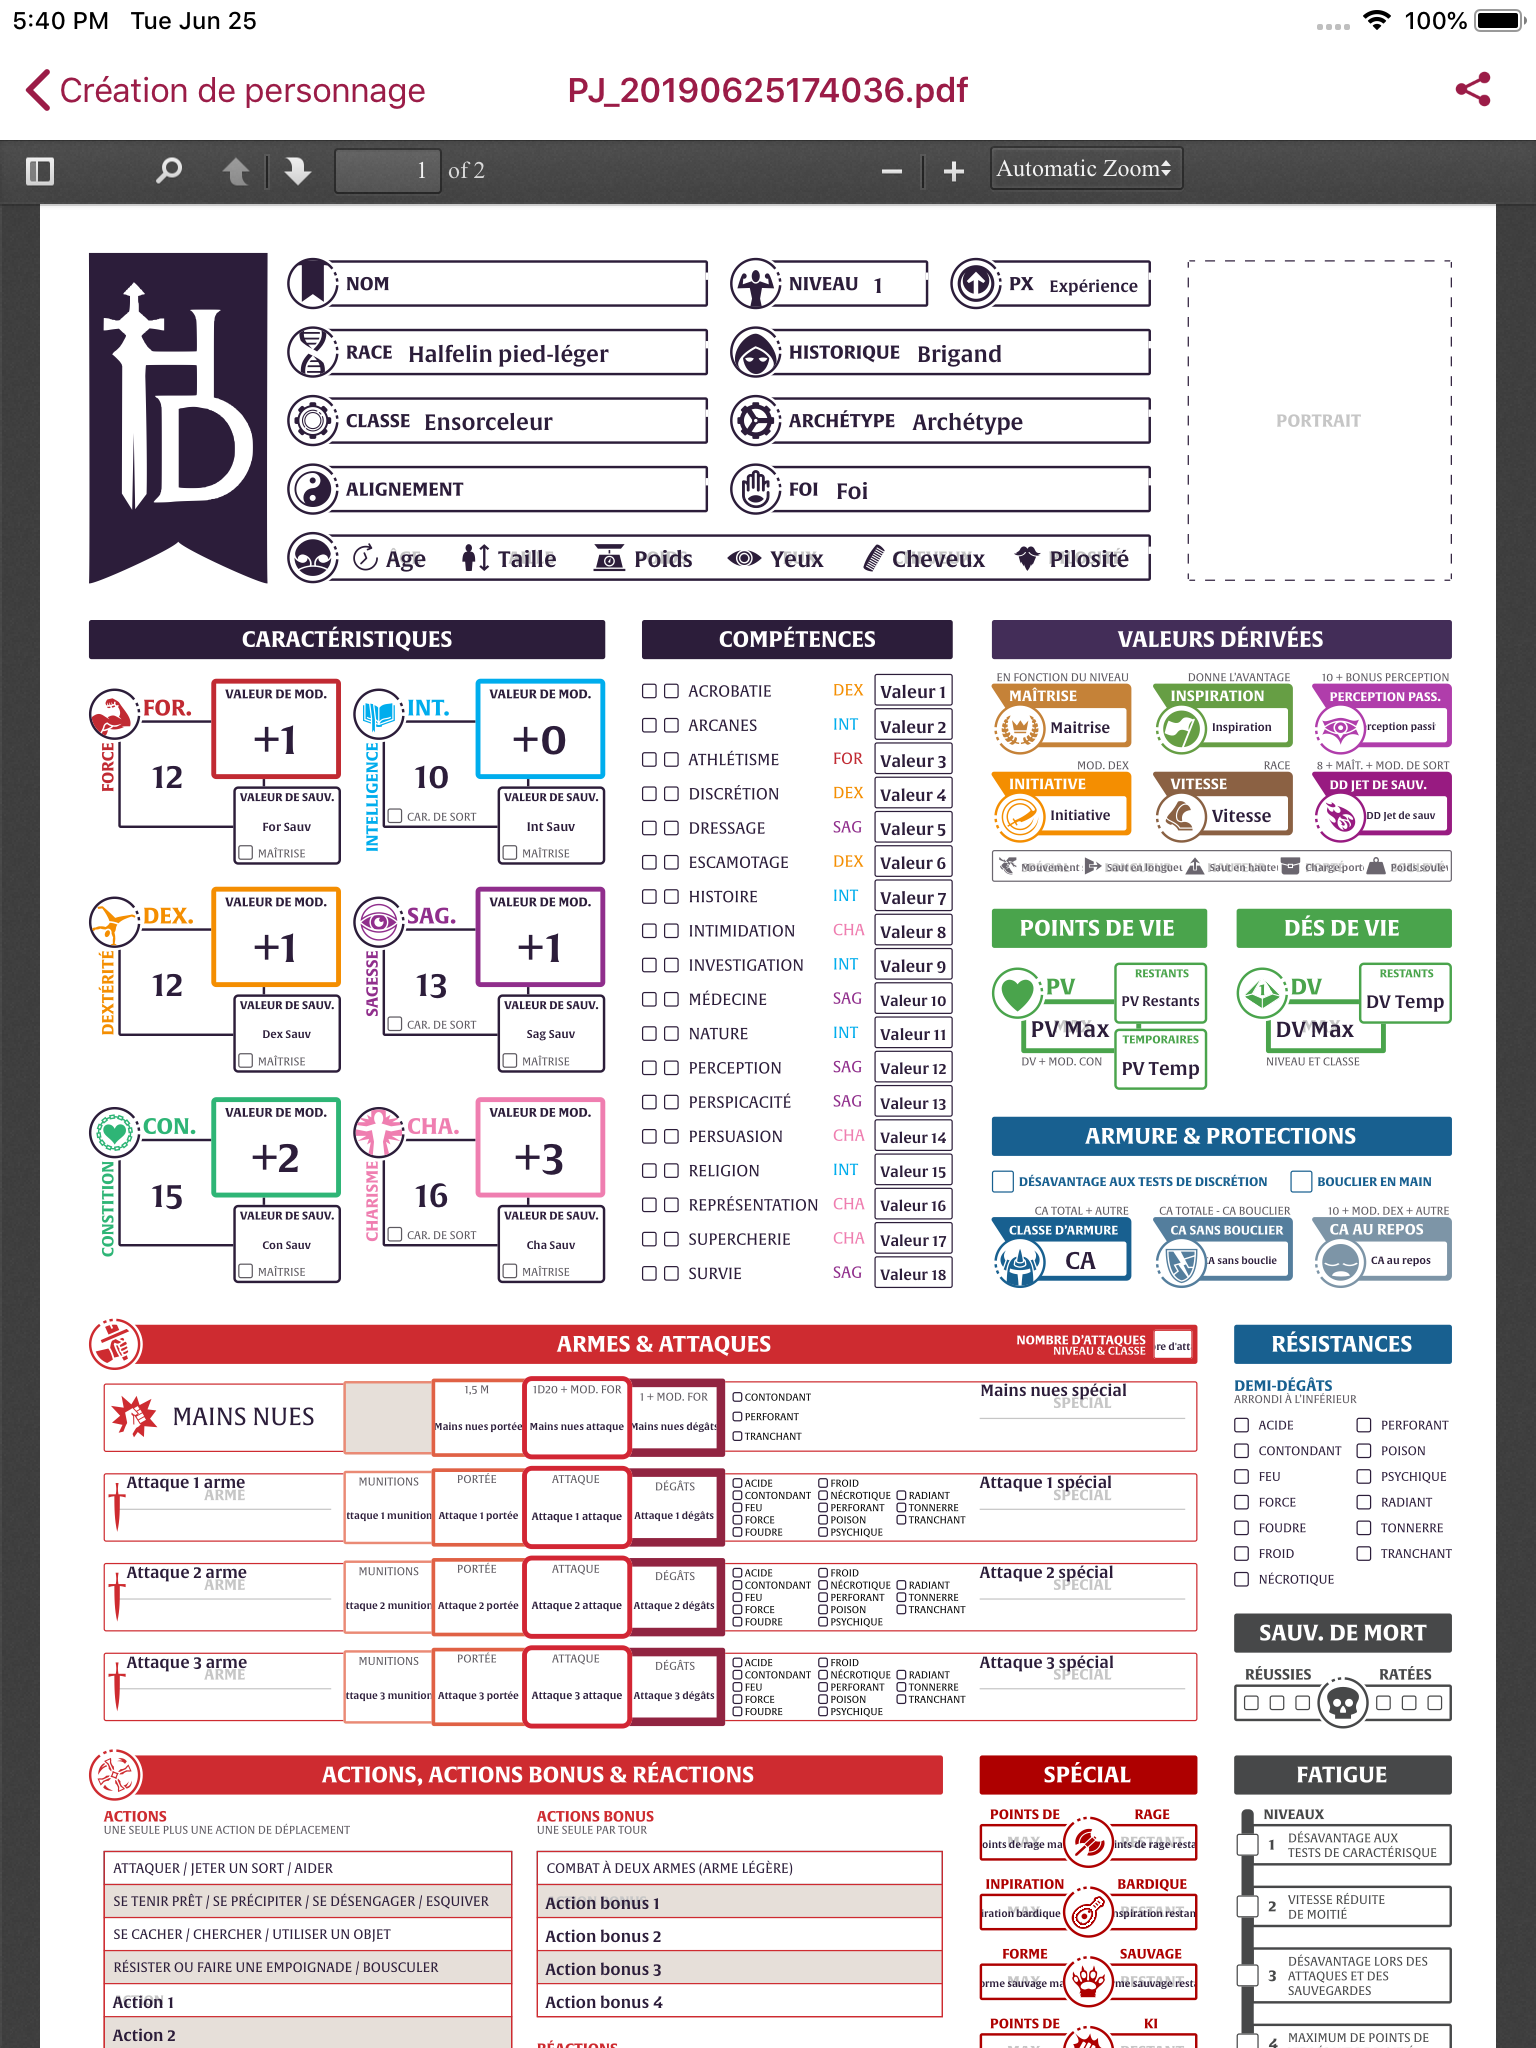 5:40 PM Tue Jun 25 100%
Création de personnage PJ_20190625174036.pdf
1 of 2 Automatic Zoom
HD
NOM
NIVEAU 1 PX Expérience
RACE Halfelin pied-léger
HISTORIQUE Brigand
CLASSE Ensorceleur
ARCHÉTYPE Archétype
ALIGNEMENT
FOI Foi
Age Taille Poids Yeux Cheveux Pilosité
PORTRAIT
CARACTÉRISTIQUES
FOR.
FORCE
12
VALEUR DE MOD.
+1
VALEUR DE SAUV.
For Sauv
MAÎTRISE
INT.
INTELLIGENCE
10
CAR. DE SORT
VALEUR DE MOD.
+0
VALEUR DE SAUV.
Int Sauv
MAÎTRISE
DEX.
DEXTÉRITÉ
12
VALEUR DE MOD.
+1
VALEUR DE SAUV.
Dex Sauv
MAÎTRISE
SAG.
SAGESSE
13
CAR. DE SORT
VALEUR DE MOD.
+1
VALEUR DE SAUV.
Sag Sauv
MAÎTRISE
CON.
CONSTITION
15
VALEUR DE MOD.
+2
VALEUR DE SAUV.
Con Sauv
MAÎTRISE
CHA.
CHARISME
16
CAR. DE SORT
VALEUR DE MOD.
+3
VALEUR DE SAUV.
Cha Sauv
MAÎTRISE
COMPÉTENCES
ACROBATIE DEX Valeur 1
ARCANES INT Valeur 2
ATHLÉTISME FOR Valeur 3
DISCRÉTION DEX Valeur 4
DRESSAGE SAG Valeur 5
ESCAMOTAGE DEX Valeur 6
HISTOIRE INT Valeur 7
INTIMIDATION CHA Valeur 8
INVESTIGATION INT Valeur 9
MÉDECINE SAG Valeur 10
NATURE INT Valeur 11
PERCEPTION SAG Valeur 12
PERSPICACITÉ SAG Valeur 13
PERSUASION CHA Valeur 14
RELIGION INT Valeur 15
REPRÉSENTATION CHA Valeur 16
SUPERCHERIE CHA Valeur 17
SURVIE SAG Valeur 18
VALEURS DÉRIVÉES
EN FONCTION DU NIVEAU DONNE L'AVANTAGE 10 + BONUS PERCEPTION
MAÎTRISE INSPIRATION PERCEPTION PASS.
Maitrise Inspiration rception passi
MOD. DEX RACE 8 + MAÎT. + MOD. DE SORT
INITIATIVE VITESSE DD JET DE SAUV.
Initiative Vitesse DD Jet de sauv
Mouvement Saut en longueu Saut en haute Charge port Poids soule
POINTS DE VIE
PV
RESTANTS
PV Restants
PV Max
TEMPORAIRES
PV Temp
DV + MOD. CON
DÉS DE VIE
1
DV
RESTANTS
DV Temp
DV Max
NIVEAU ET CLASSE
ARMURE & PROTECTIONS
DÉSAVANTAGE AUX TESTS DE DISCRÉTION BOUCLIER EN MAIN
CA TOTAL + AUTRE CA TOTALE - CA BOUCLIER 10 + MOD. DEX + AUTRE
CLASSE D'ARMURE CA SANS BOUCLIER CA AU REPOS
CA A sans bouclie CA au repos
ARMES & ATTAQUES
NOMBRE D'ATTAQUES
NIVEAU & CLASSE
re d'att
MAINS NUES
1,5 M
Mains nues portée
1D20 + MOD. FOR
Mains nues attaque
1 + MOD. FOR
Mains nues dégâts
CONTONDANT
PERFORANT
TRANCHANT
Mains nues spécial
SPÉCIAL
Attaque 1 arme
ARME
MUNITIONS
ttaque 1 munition
PORTÉE
Attaque 1 portée
ATTAQUE
Attaque 1 attaque
DÉGÂTS
Attaque 1 dégâts
ACIDE FROID
CONTONDANT NÉCROTIQUE RADIANT
FEU PERFORANT TONNERRE
FORCE POISON TRANCHANT
FOUDRE PSYCHIQUE
Attaque 1 spécial
SPÉCIAL
Attaque 2 arme
ARME
MUNITIONS
ttaque 2 munition
PORTÉE
Attaque 2 portée
ATTAQUE
Attaque 2 attaque
DÉGÂTS
Attaque 2 dégâts
ACIDE FROID
CONTONDANT NÉCROTIQUE RADIANT
FEU PERFORANT TONNERRE
FORCE POISON TRANCHANT
FOUDRE PSYCHIQUE
Attaque 2 spécial
SPÉCIAL
Attaque 3 arme
ARME
MUNITIONS
ttaque 3 munition
PORTÉE
Attaque 3 portée
ATTAQUE
Attaque 3 attaque
DÉGÂTS
Attaque 3 dégâts
ACIDE FROID
CONTONDANT NÉCROTIQUE RADIANT
FEU PERFORANT TONNERRE
FORCE POISON TRANCHANT
FOUDRE PSYCHIQUE
Attaque 3 spécial
SPÉCIAL
RÉSISTANCES
DEMI-DÉGÂTS
ARRONDI À L'INFÉRIEUR
ACIDE PERFORANT
CONTONDANT POISON
FEU PSYCHIQUE
FORCE RADIANT
FOUDRE TONNERRE
FROID TRANCHANT
NÉCROTIQUE
SAUV. DE MORT
RÉUSSIES RATÉES
ACTIONS, ACTIONS BONUS & RÉACTIONS
ACTIONS
UNE SEULE PLUS UNE ACTION DE DÉPLACEMENT
ATTAQUER / JETER UN SORT / AIDER
SE TENIR PRÊT / SE PRÉCIPITER / SE DÉSENGAGER / ESQUIVER
SE CACHER / CHERCHER / UTILISER UN OBJET
RÉSISTER OU FAIRE UNE EMPOIGNADE / BOUSCULER
Action 1
Action 2
ACTIONS BONUS
UNE SEULE PAR TOUR
COMBAT À DEUX ARMES (ARME LÉGÈRE)
Action bonus 1
Action bonus 2
Action bonus 3
Action bonus 4
RÉACTIONS
SPÉCIAL
POINTS DE RAGE
oints de rage ma ints de rage resta
INPIRATION BARDIQUE
iration bardique nspiration restan
FORME SAUVAGE
orme sauvage ma me sauvage resta
POINTS DE KI
FATIGUE
NIVEAUX
1 DÉSAVANTAGE AUX
TESTS DE CARACTÉRISQUE
2 VITESSE RÉDUITE
DE MOITIÉ
3 DÉSAVANTAGE LORS DES
ATTAQUES ET DES
SAUVEGARDES
4 MAXIMUM DE POINTS DE